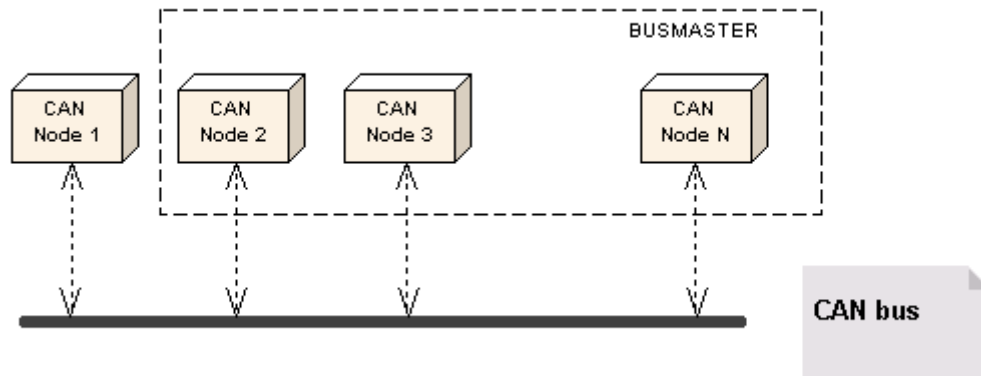 BUSMASTER
CAN
Node 1
CAN
Node 2
CAN
Node 3
CAN
Node N
CAN bus